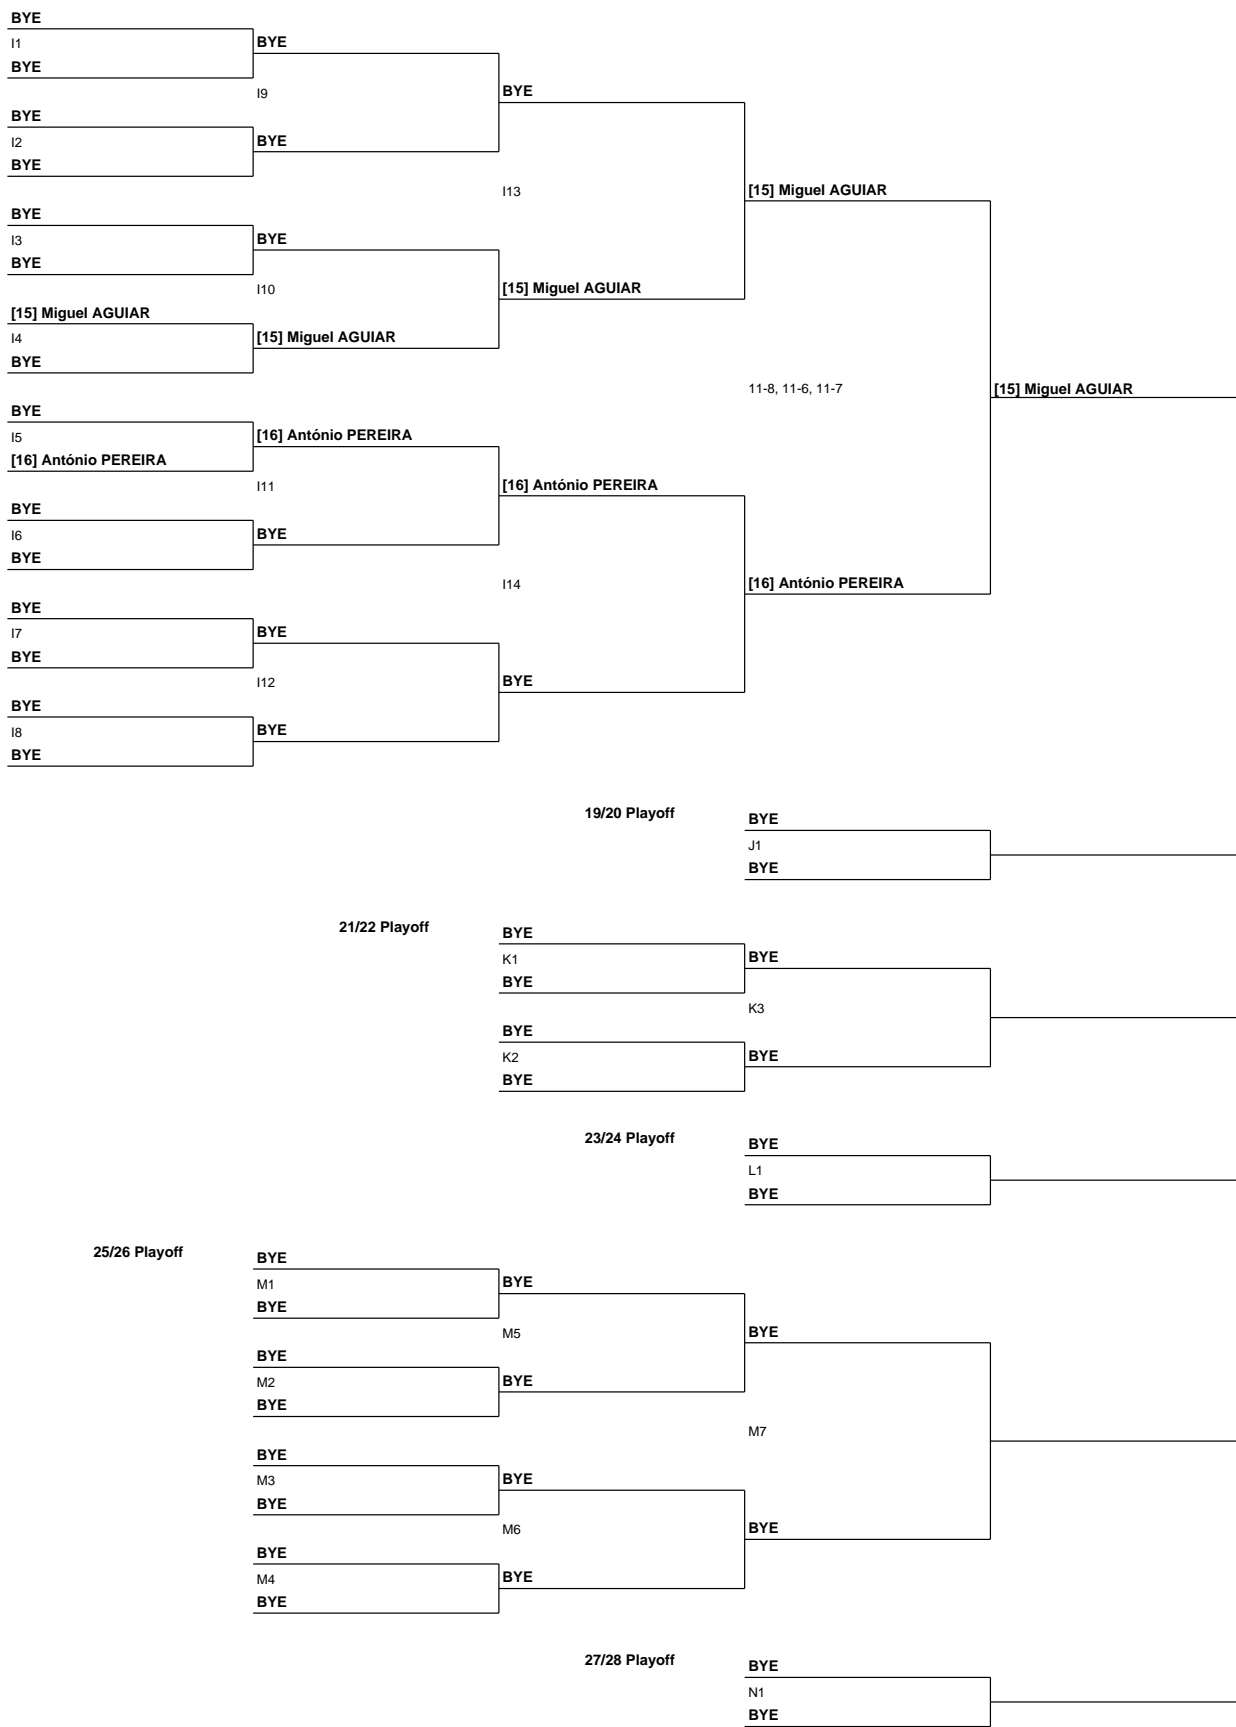 BYE
I1
BYE
BYE
I9
BYE
BYE
I2
BYE
BYE
I13
[15] Miguel AGUIAR
BYE
I3
BYE
BYE
I10
[15] Miguel AGUIAR
[15] Miguel AGUIAR
I4
[15] Miguel AGUIAR
BYE
11-8, 11-6, 11-7
[15] Miguel AGUIAR
BYE
I5
[16] António PEREIRA
[16] António PEREIRA
I11
[16] António PEREIRA
BYE
I6
BYE
BYE
I14
[16] António PEREIRA
BYE
I7
BYE
BYE
I12
BYE
BYE
I8
BYE
BYE
19/20 Playoff
BYE
J1
BYE
21/22 Playoff
BYE
K1
BYE
BYE
K3
BYE
K2
BYE
BYE
23/24 Playoff
BYE
L1
BYE
25/26 Playoff
BYE
M1
BYE
BYE
M5
BYE
BYE
M2
BYE
BYE
M7
BYE
M3
BYE
BYE
M6
BYE
BYE
M4
BYE
BYE
27/28 Playoff
BYE
N1
BYE